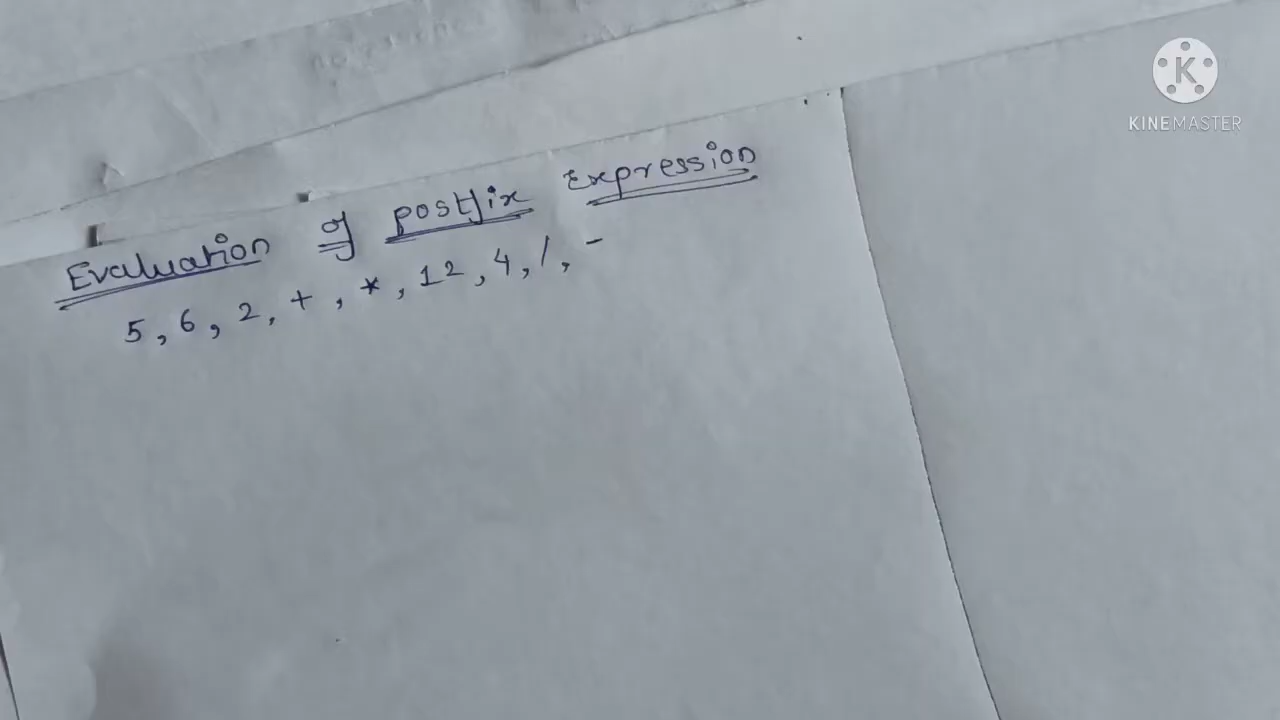 KINEMASTER
Evaluation of postfix Expression
5, 6, 2, +, *, 12, 4, /, -